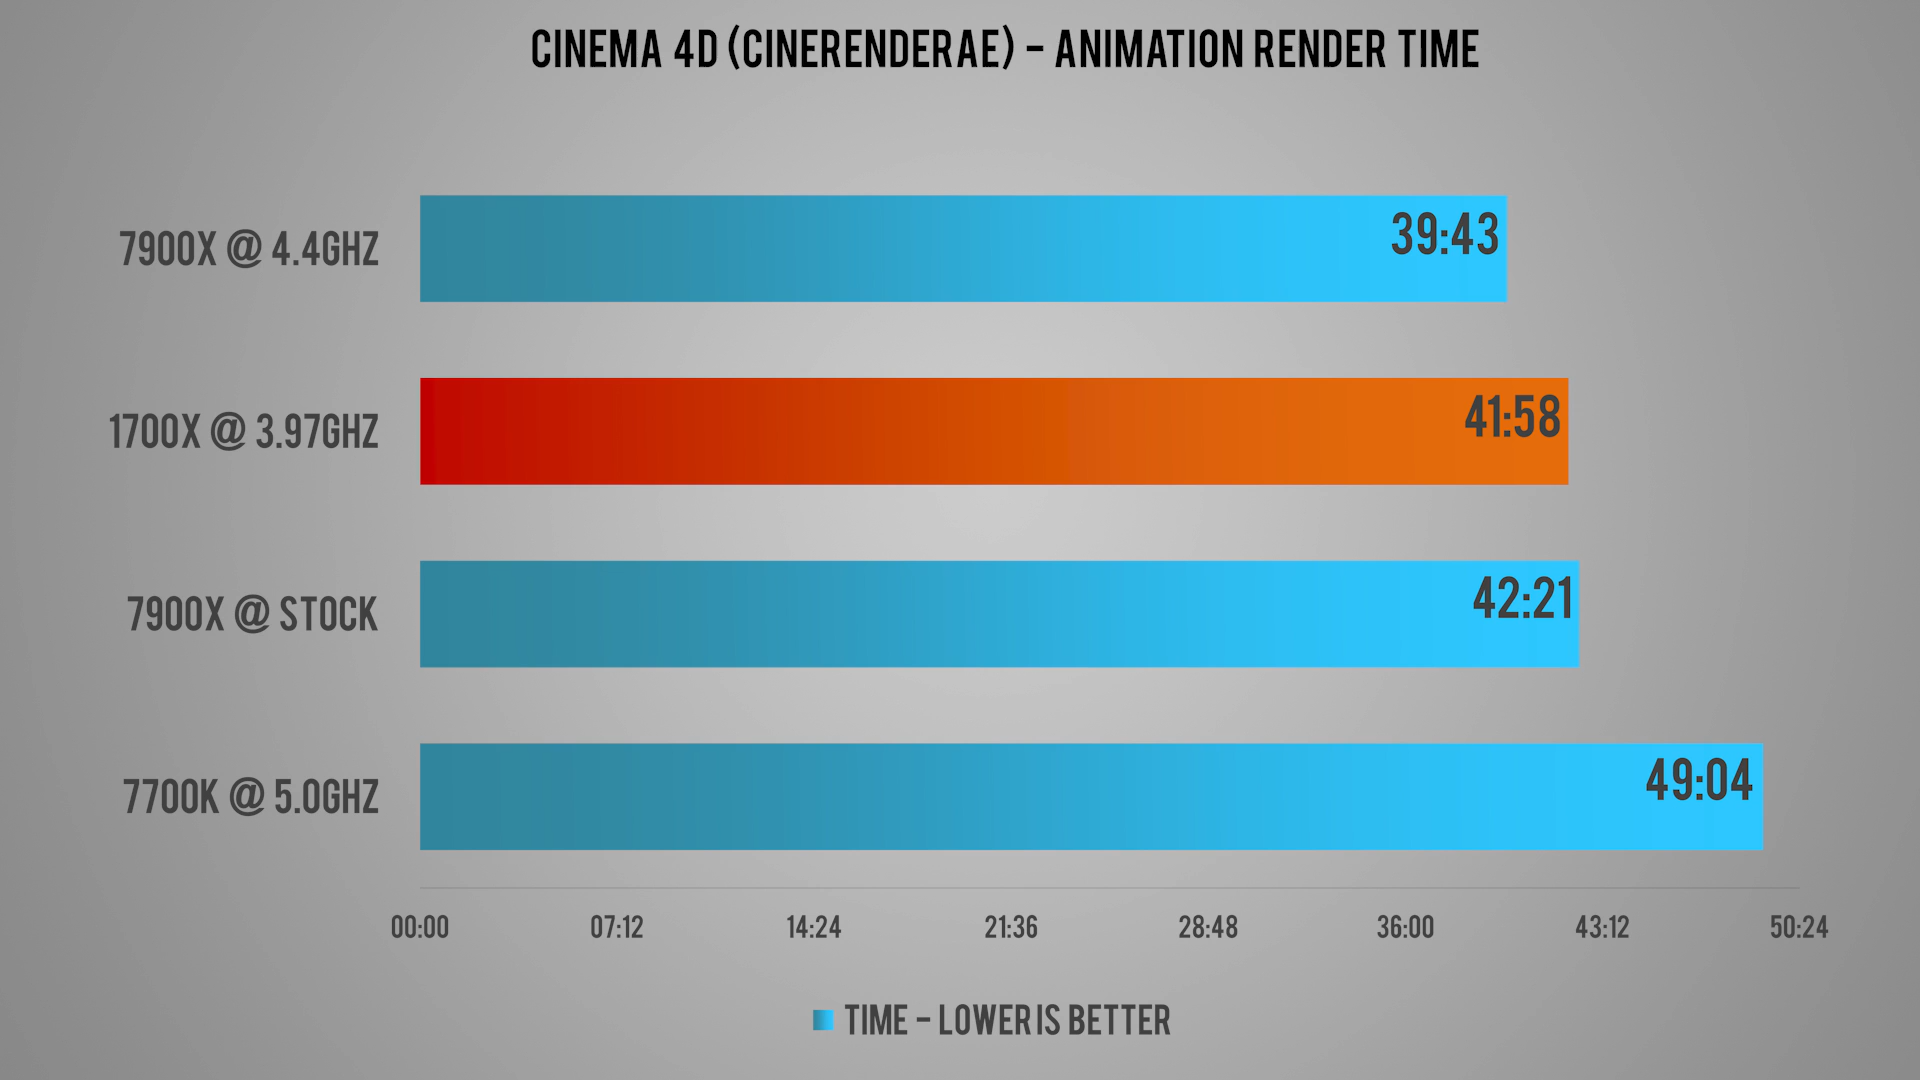 CINEMA 4D (CINERENDERAE) – ANIMATION RENDER TIME
7900X @ 4.4GHZ 39:43
1700X @ 3.97GHZ 41:58
7900X @ STOCK 42:21
7700K @ 5.0GHZ 49:04
00:00 07:12 14:24 21:36 28:48 36:00 43:12 50:24
TIME – LOWER IS BETTER